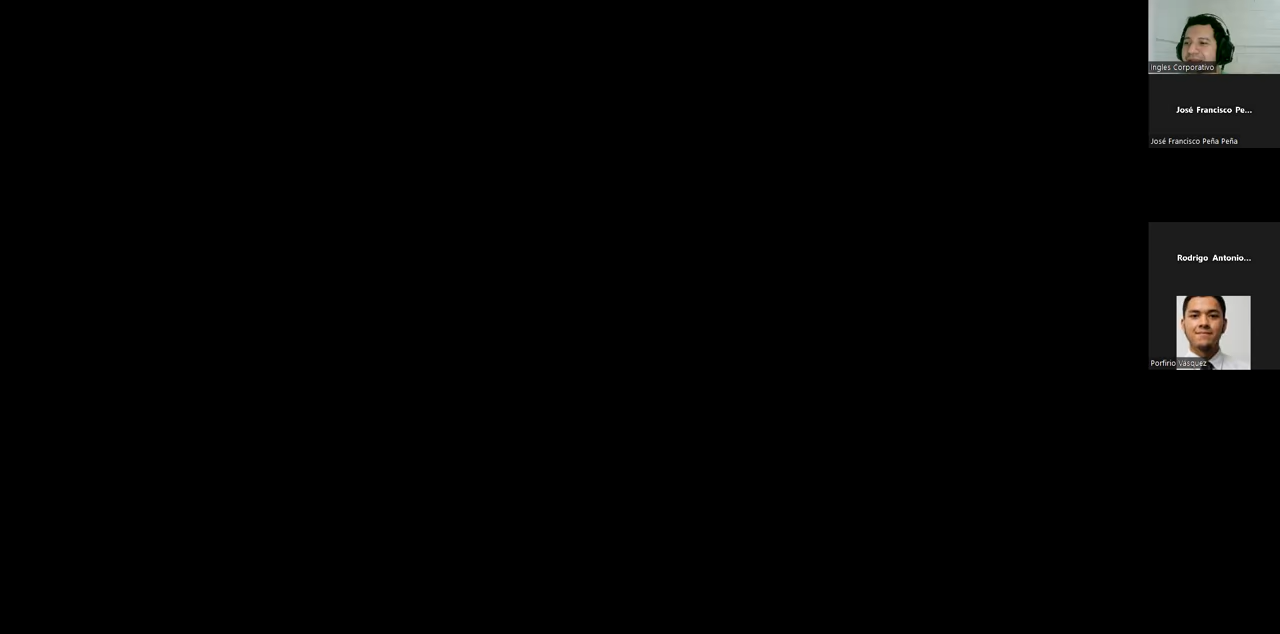 Ingles Corporativo
José Francisco Pe...
José Francisco Peña Peña
Rodrigo Antonio...
Porfirio Vásquez